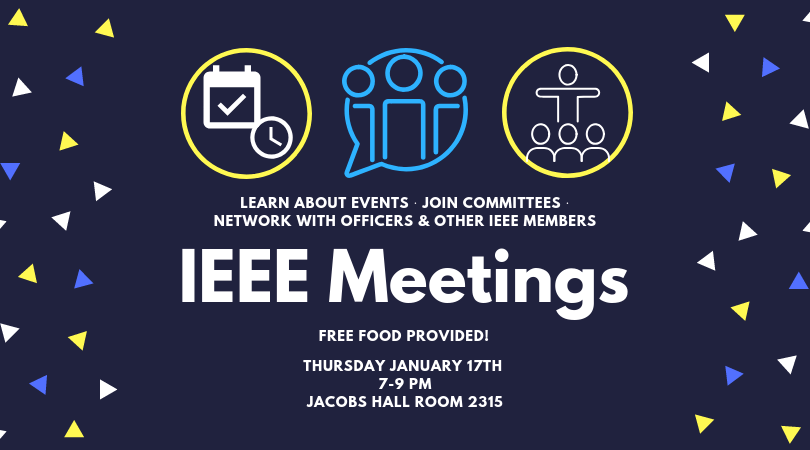 LEARN ABOUT EVENTS · JOIN COMMITTEES ·
NETWORK WITH OFFICERS & OTHER IEEE MEMBERS
IEEE Meetings
FREE FOOD PROVIDED!
THURSDAY JANUARY 17TH
7-9 PM
JACOBS HALL ROOM 2315